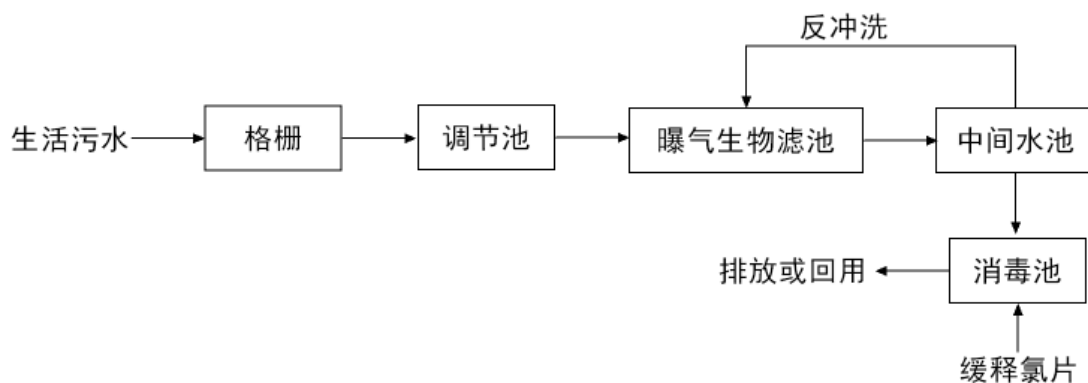 反冲洗
生活污水
格栅
调节池
曝气生物滤池
中间水池
排放或回用
消毒池
缓释氯片